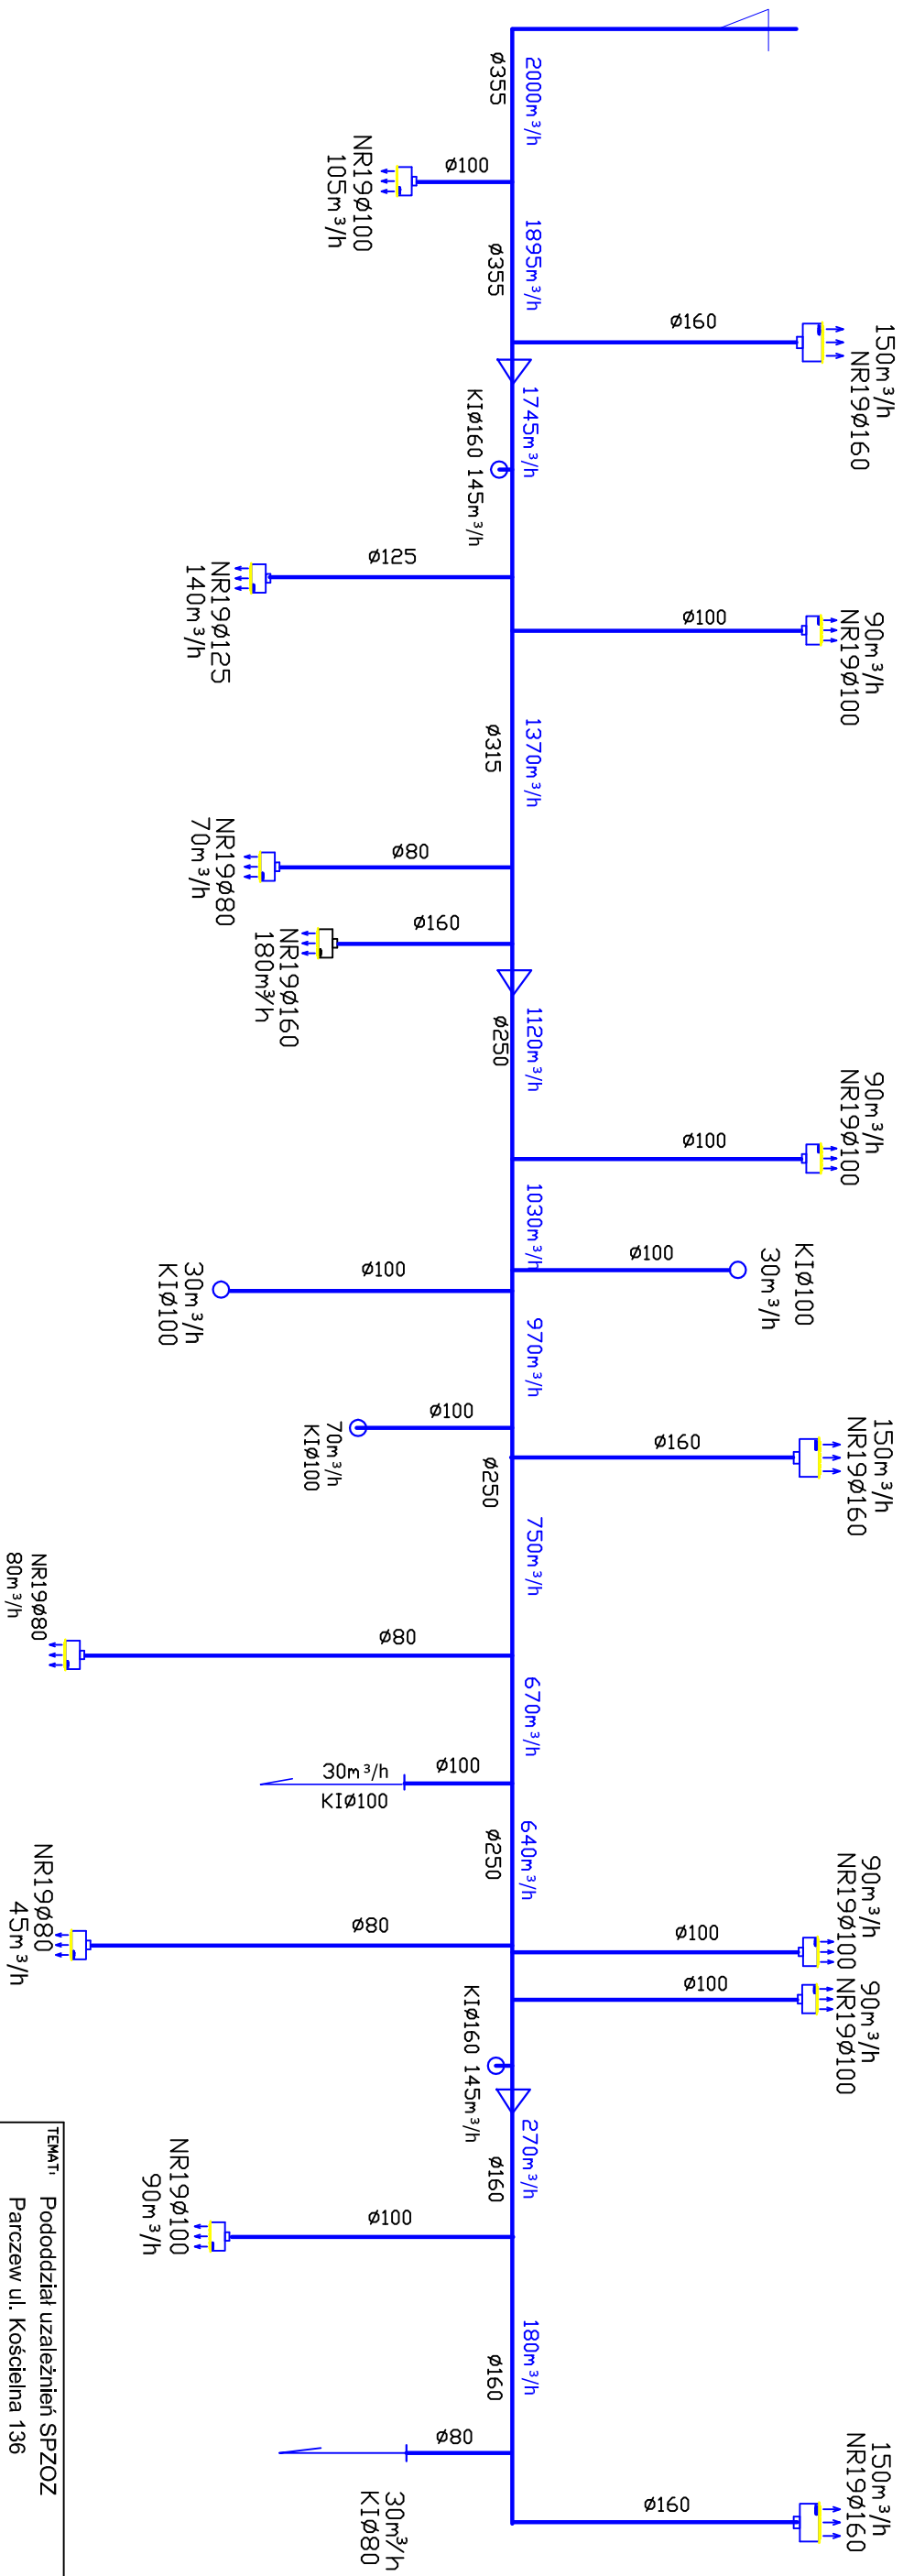 2000m³/h
ø355
ø100
NR19ø100
105m³/h
1895m³/h
ø355
150m³/h
NR19ø160
ø160
1745m³/h
KIø160 145m³/h
ø125
NR19ø125
140m³/h
90m³/h
NR19ø100
ø100
1370m³/h
ø315
ø80
NR19ø80
70m³/h
ø160
NR19ø160
180m³/h
1120m³/h
ø250
90m³/h
NR19ø100
ø100
1030m³/h
KIø100
30m³/h
ø100
ø100
30m³/h
KIø100
970m³/h
ø100
70m³/h
KIø100
150m³/h
NR19ø160
ø160
ø250
750m³/h
ø80
NR19ø80
80m³/h
670m³/h
ø100
30m³/h
KIø100
640m³/h
ø250
ø80
NR19ø80
45m³/h
90m³/h
NR19ø100
ø100
90m³/h
NR19ø100
ø100
KIø160 145m³/h
270m³/h
ø160
ø100
NR19ø100
90m³/h
180m³/h
ø160
ø80
30m³/h
KIø80
150m³/h
NR19ø160
ø160
TEMAT: Pododdział uzależnień SPZOZ
Parczew ul. Kościelna 136